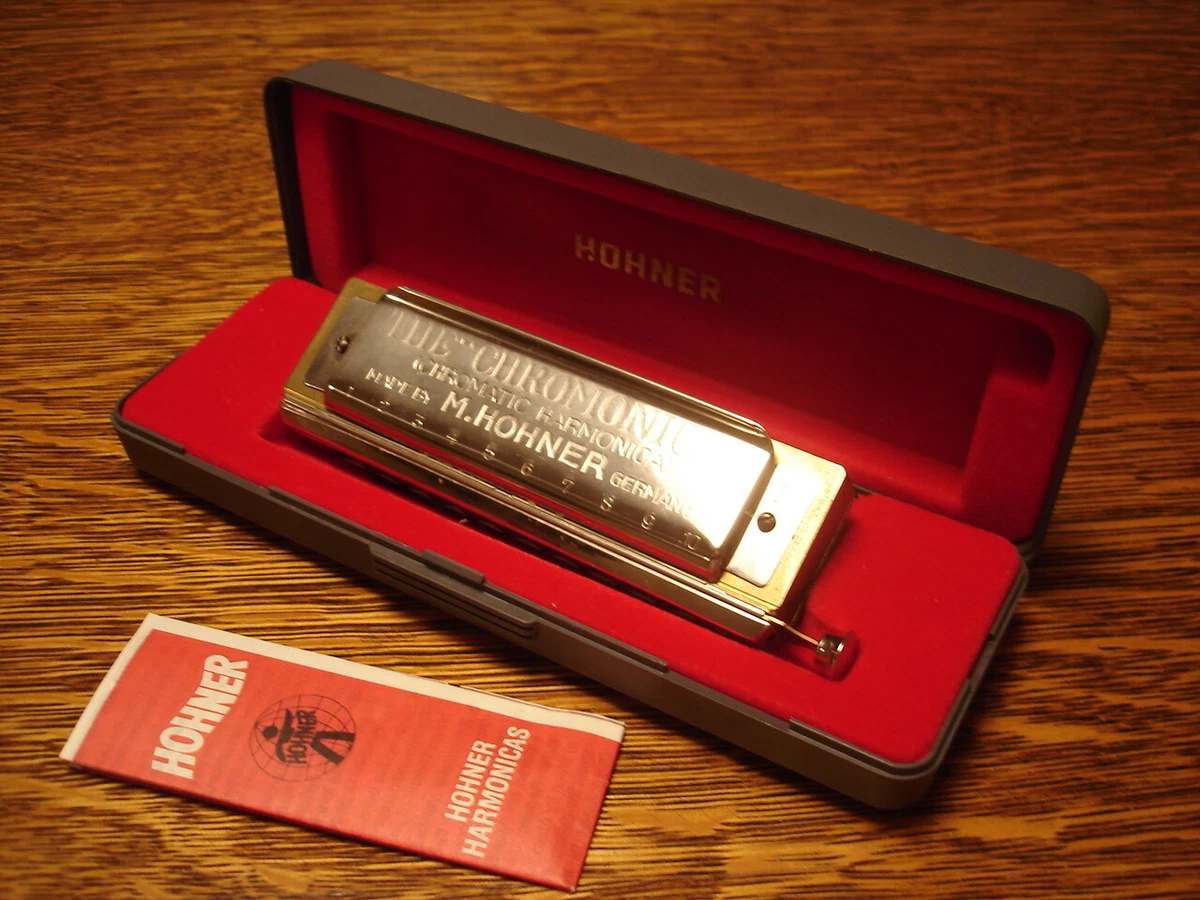 HOHNER
THE "CHROMONIC"
CHROMATIC HARMONICA
MADE BY M. HOHNER GERMANY
1 2 3 4 5 6 7 8 9 10
HOHNER
HOHNER
HOHNER
HARMONICAS